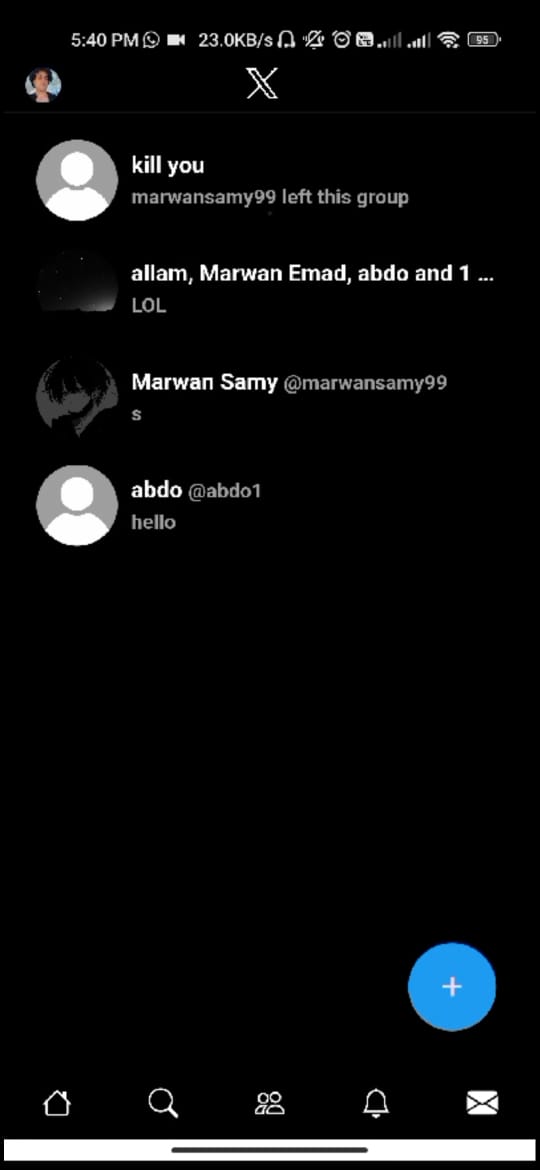 5:40 PM 23.0KB/s 95
X
kill you
marwansamy99 left this group
allam, Marwan Emad, abdo and 1 ...
LOL
Marwan Samy @marwansamy99
s
abdo @abdo1
hello